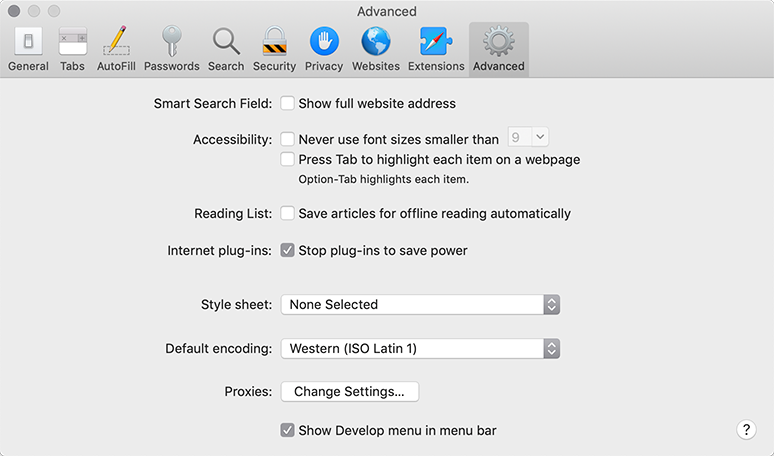 Advanced
General Tabs AutoFill Passwords Search Security Privacy Websites Extensions Advanced
Smart Search Field: Show full website address
Accessibility: Never use font sizes smaller than 9
Press Tab to highlight each item on a webpage
Option-Tab highlights each item.
Reading List: Save articles for offline reading automatically
Internet plug-ins: Stop plug-ins to save power
Style sheet: None Selected
Default encoding: Western (ISO Latin 1)
Proxies: Change Settings...
Show Develop menu in menu bar
?